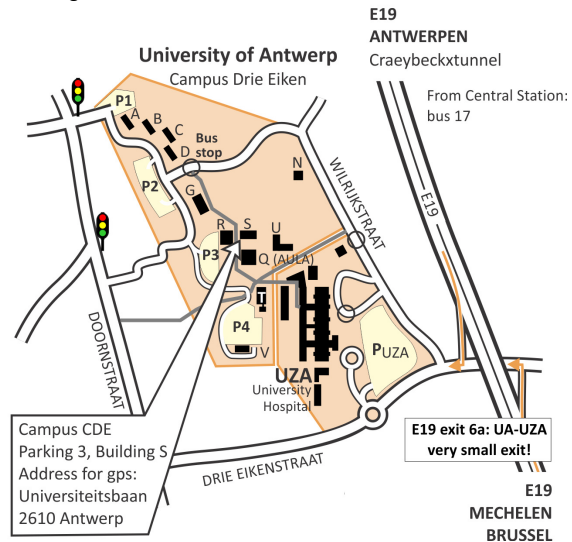 E19
ANTWERPEN
Craeybeckxtunnel
University of Antwerp
Campus Drie Eiken
From Central Station:
bus 17
P1
A
B
C
D
Bus
stop
N
WILRIJKSTRAAT
E19
P2
G
R
S
U
Q (AULA)
P3
T
P4
V
UZA
University
Hospital
PUZA
DOORNSTRAAT
Campus CDE
Parking 3, Building S
Address for gps:
Universiteitsbaan
2610 Antwerp
DRIE EIKENSTRAAT
E19 exit 6a: UA-UZA
very small exit!
E19
MECHELEN
BRUSSEL